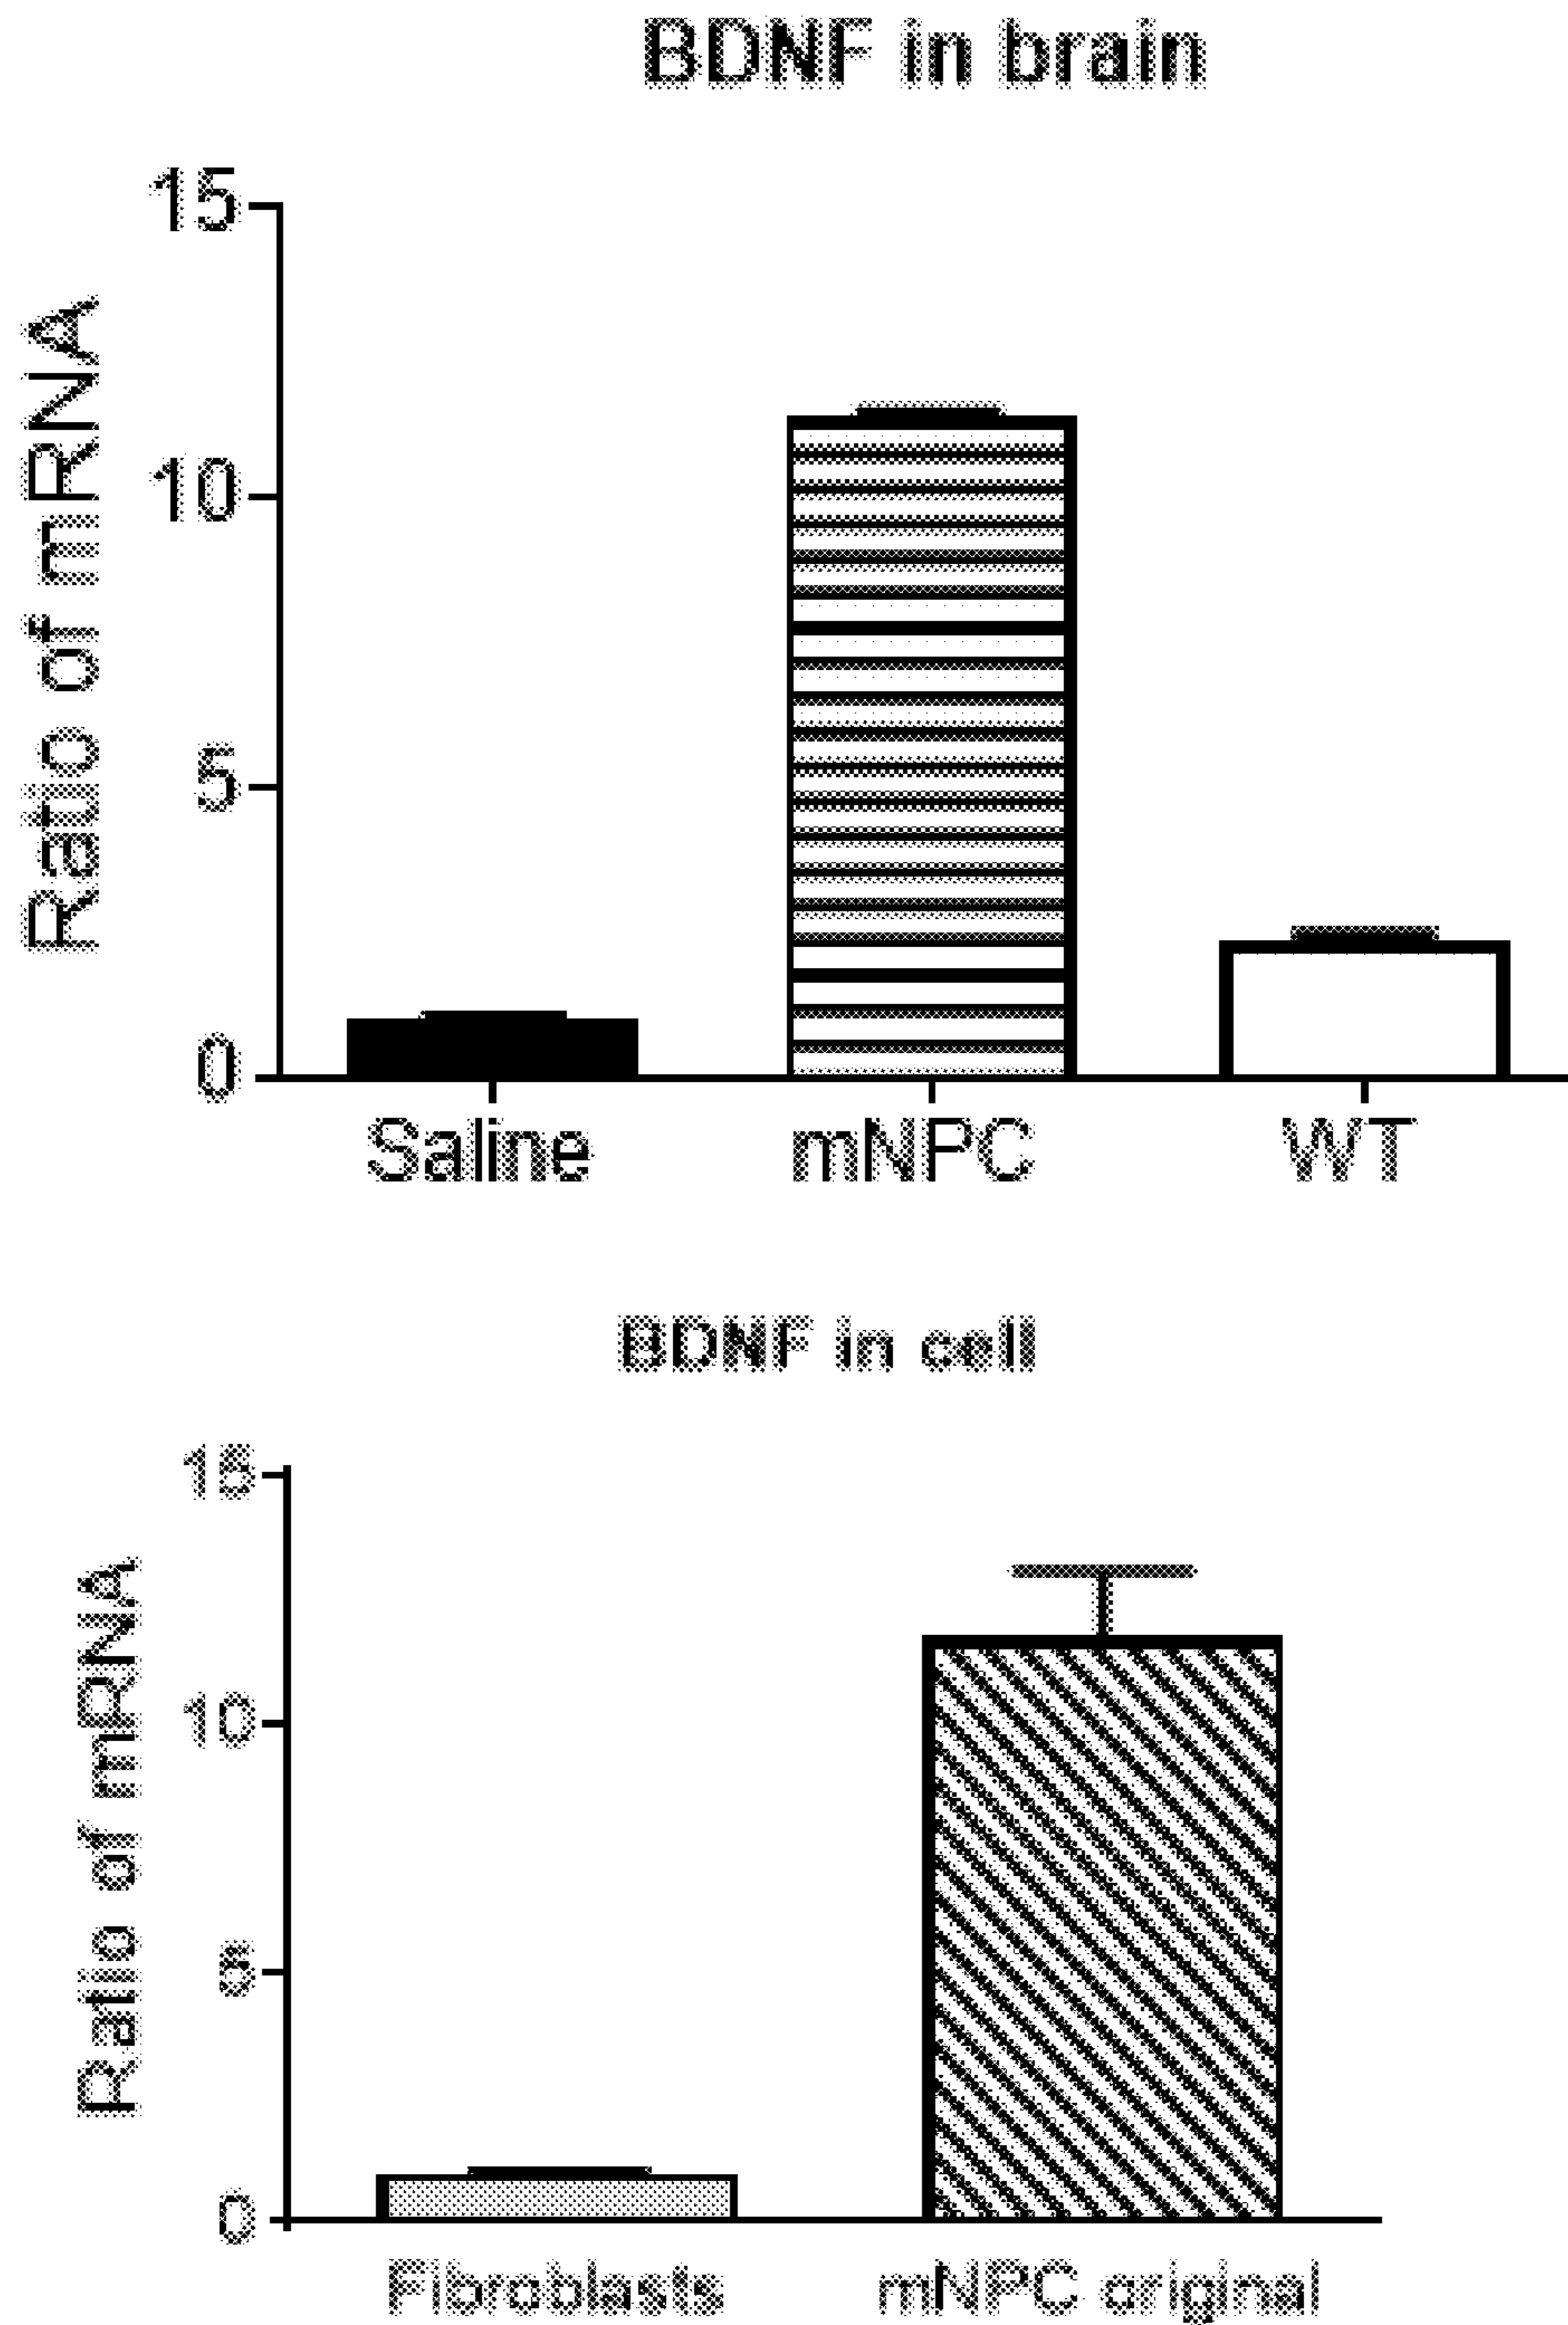 BDNF in brain
15
10
5
0
Ratio of mRNA
Saline mNPC WT
BDNF in cell
15
10
5
0
Ratio of mRNA
Fibroblasts mNPC original